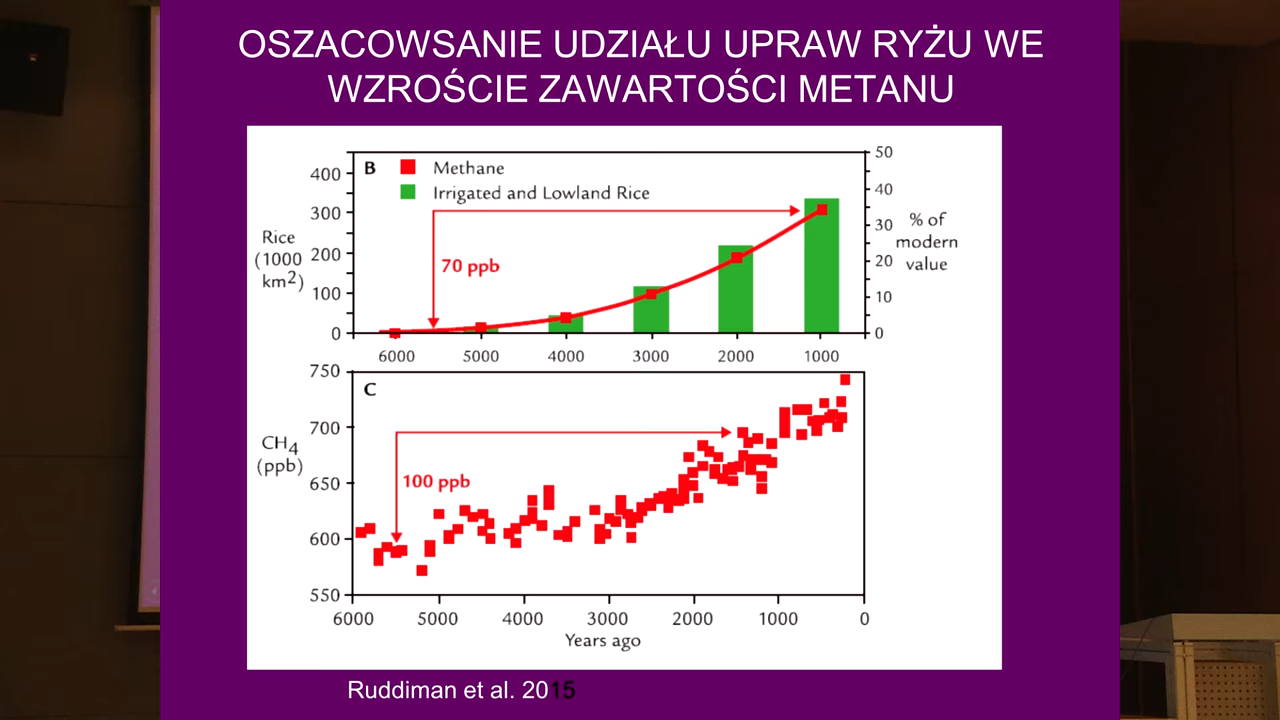 OSZACOWSANIE UDZIAŁU UPRAW RYŻU WE
WZROŚCIE ZAWARTOŚCI METANU
B
Methane
Irrigated and Lowland Rice
Rice
(1000
km2)
400
300
200
100
0
70 ppb
50
40
30
20
10
0
% of
modern
value
6000 5000 4000 3000 2000 1000
C
CH4
(ppb)
750
700
650
600
550
100 ppb
6000 5000 4000 3000 2000 1000 0
Years ago
Ruddiman et al. 2015